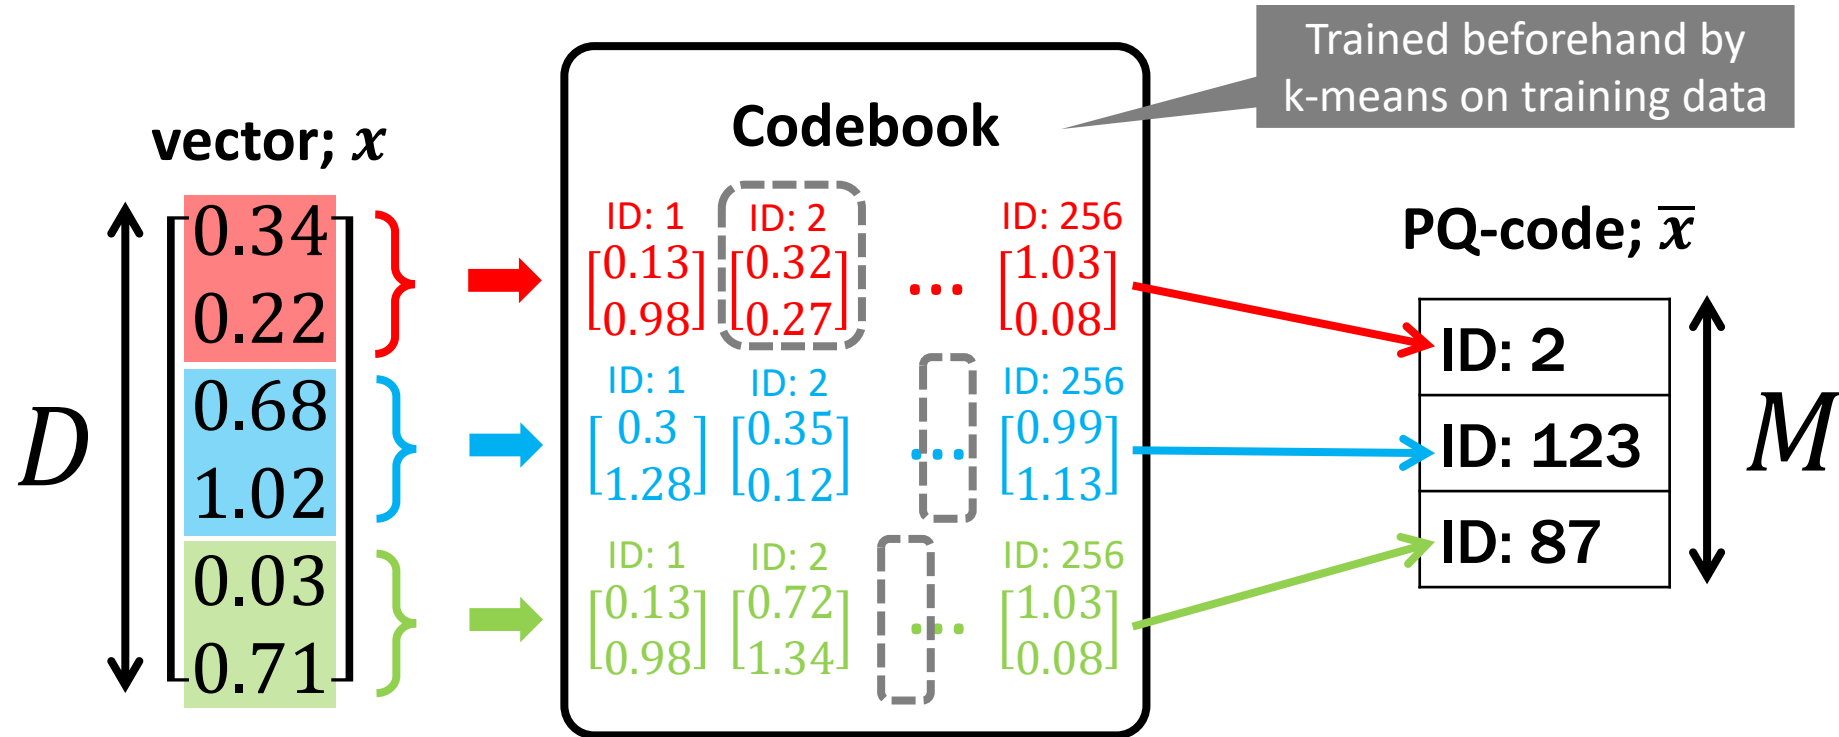 Trained beforehand by
k-means on training data
Codebook
vector; x
D
0.34
0.22
0.68
1.02
0.03
0.71
ID: 1 ID: 2 ID: 256
[0.13 0.98] [0.32 0.27] ... [1.03 0.08]
ID: 1 ID: 2 ID: 256
[0.3 1.28] [0.35 0.12] ... [0.99 1.13]
ID: 1 ID: 2 ID: 256
[0.13 0.98] [0.72 1.34] ... [1.03 0.08]
PQ-code; x̅
ID: 2
ID: 123
ID: 87
M